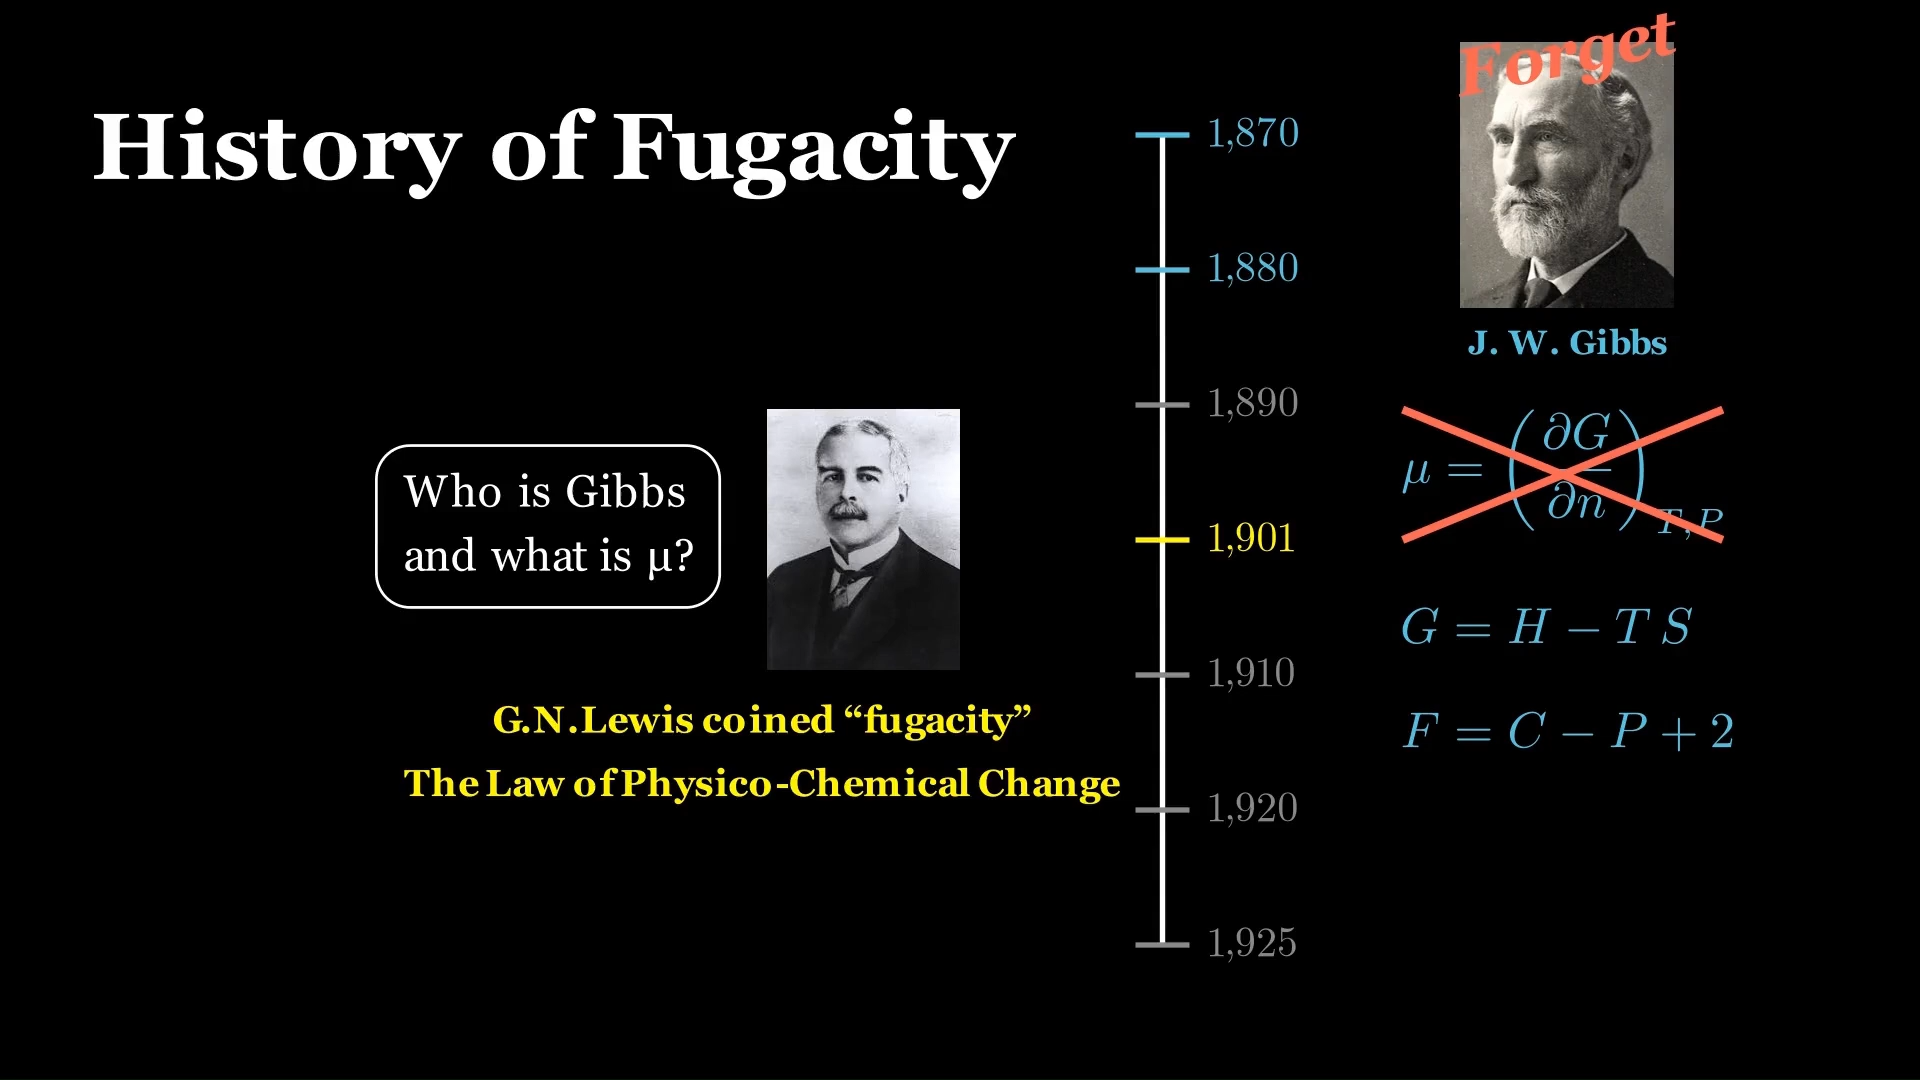 History of Fugacity
Who is Gibbs
and what is μ?
G.N.Lewis coined “fugacity”
The Law of Physico-Chemical Change
1,870
1,880
1,890
1,901
1,910
1,920
1,925
Forget
J. W. Gibbs
μ = (∂G/∂n)T,P
G = H − T S
F = C − P + 2